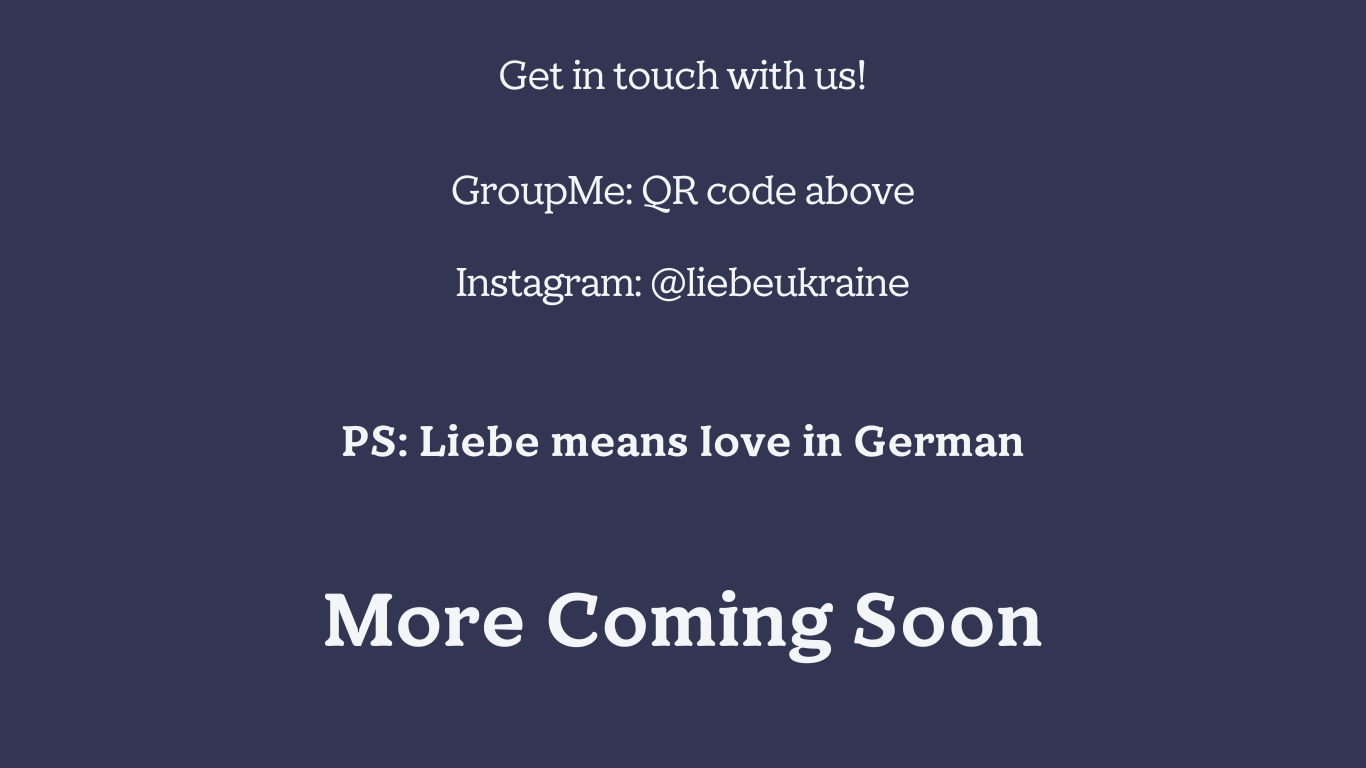 Get in touch with us!
GroupMe: QR code above
Instagram: @liebeukraine
PS: Liebe means love in German
More Coming Soon